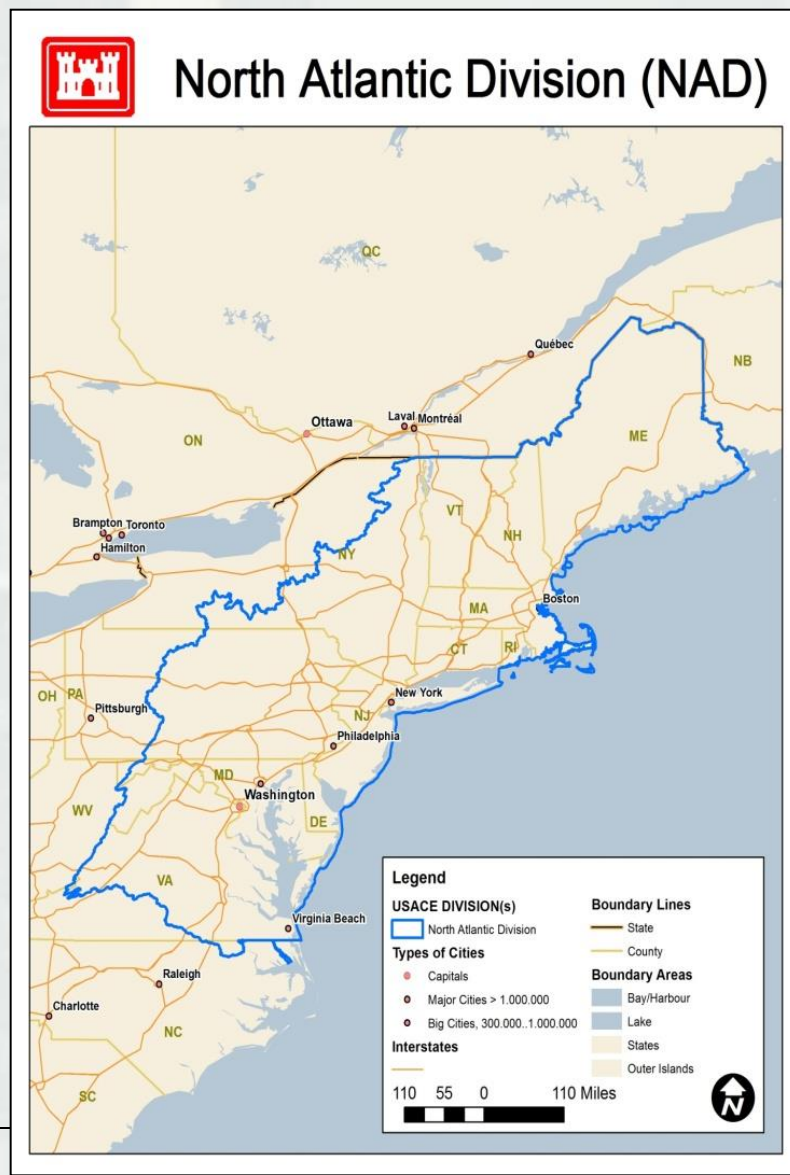 North Atlantic Division (NAD)
QC
Québec
NB
Ottawa
Laval
Montréal
ON
ME
Brampton
Toronto
Hamilton
VT
NY
NH
MA
Boston
CT
RI
OH
PA
Pittsburgh
New York
NJ
Philadelphia
MD
Washington
WV
DE
VA
Virginia Beach
Raleigh
Charlotte
NC
SC
Legend
USACE DIVISION(s)
North Atlantic Division
Types of Cities
Capitals
Major Cities > 1.000.000
Big Cities, 300.000..1.000.000
Interstates
Boundary Lines
State
County
Boundary Areas
Bay/Harbour
Lake
States
Outer Islands
110 55 0 110 Miles
N